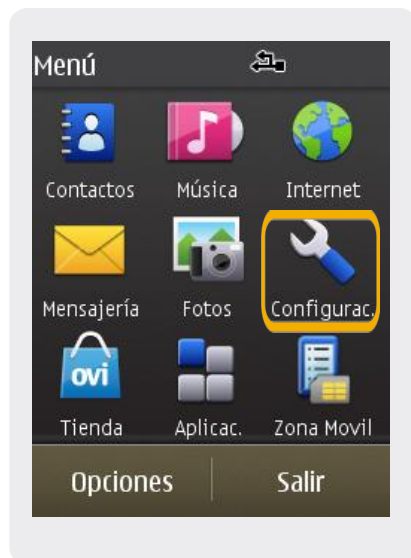 Menú
Contactos Música Internet
Mensajería Fotos Configurac.
ovi
Tienda Aplicac. Zona Movil
Opciones Salir